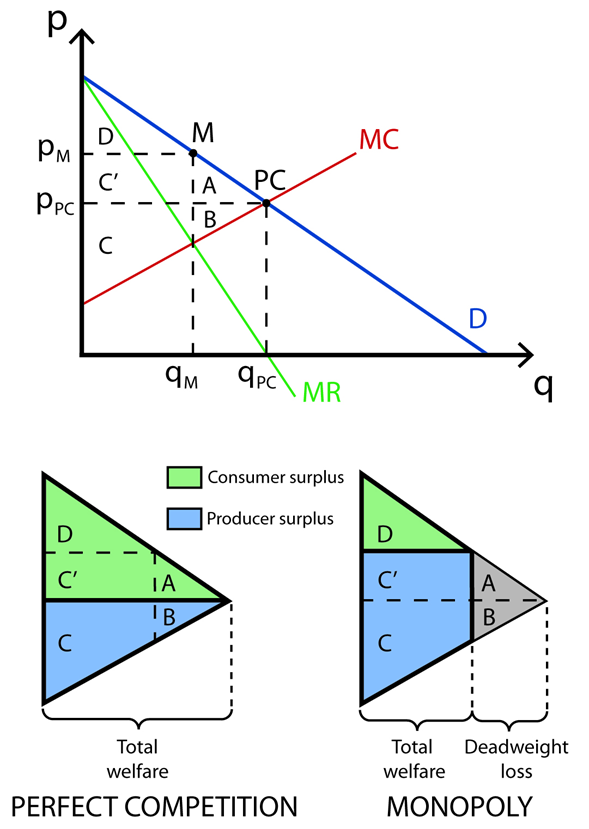 p
D
M
MC
p_M
C′
A
PC
p_PC
B
C
D
q_M
q_PC
q
MR
Consumer surplus
Producer surplus
D
C′
A
B
C
D
C′
A
B
C
Total
welfare
Total
welfare
Deadweight
loss
PERFECT COMPETITION
MONOPOLY